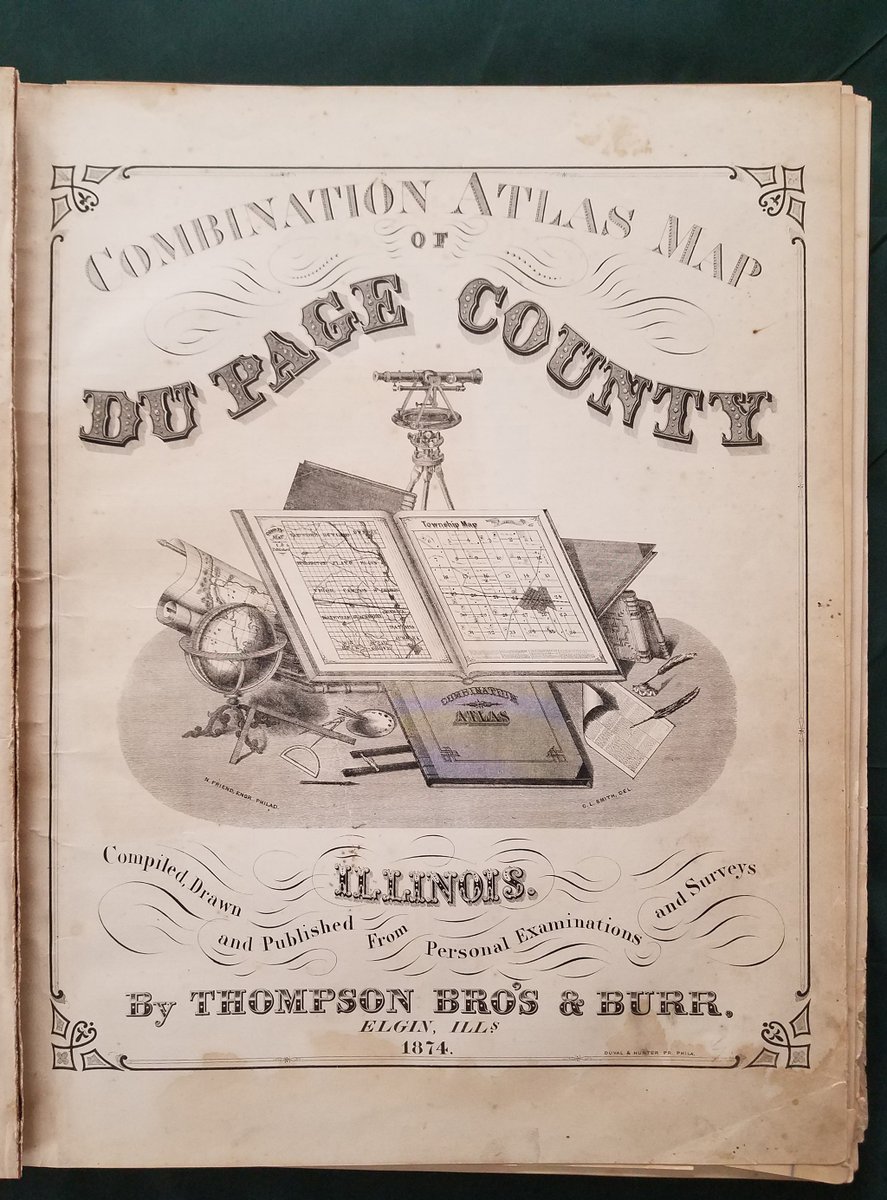 COMBINATION ATLAS MAP
OF
DU PAGE COUNTY
Township Map
COMBINATION
ATLAS
N. FRIEND, ENGR. PHILAD.
C. L. SMITH, DEL.
ILLINOIS.
Compiled, Drawn and Published From Personal Examinations and Surveys
By THOMPSON BRO'S & BURR.
ELGIN, ILLS
1874.
DUVAL & HUNTER PR. PHILA.